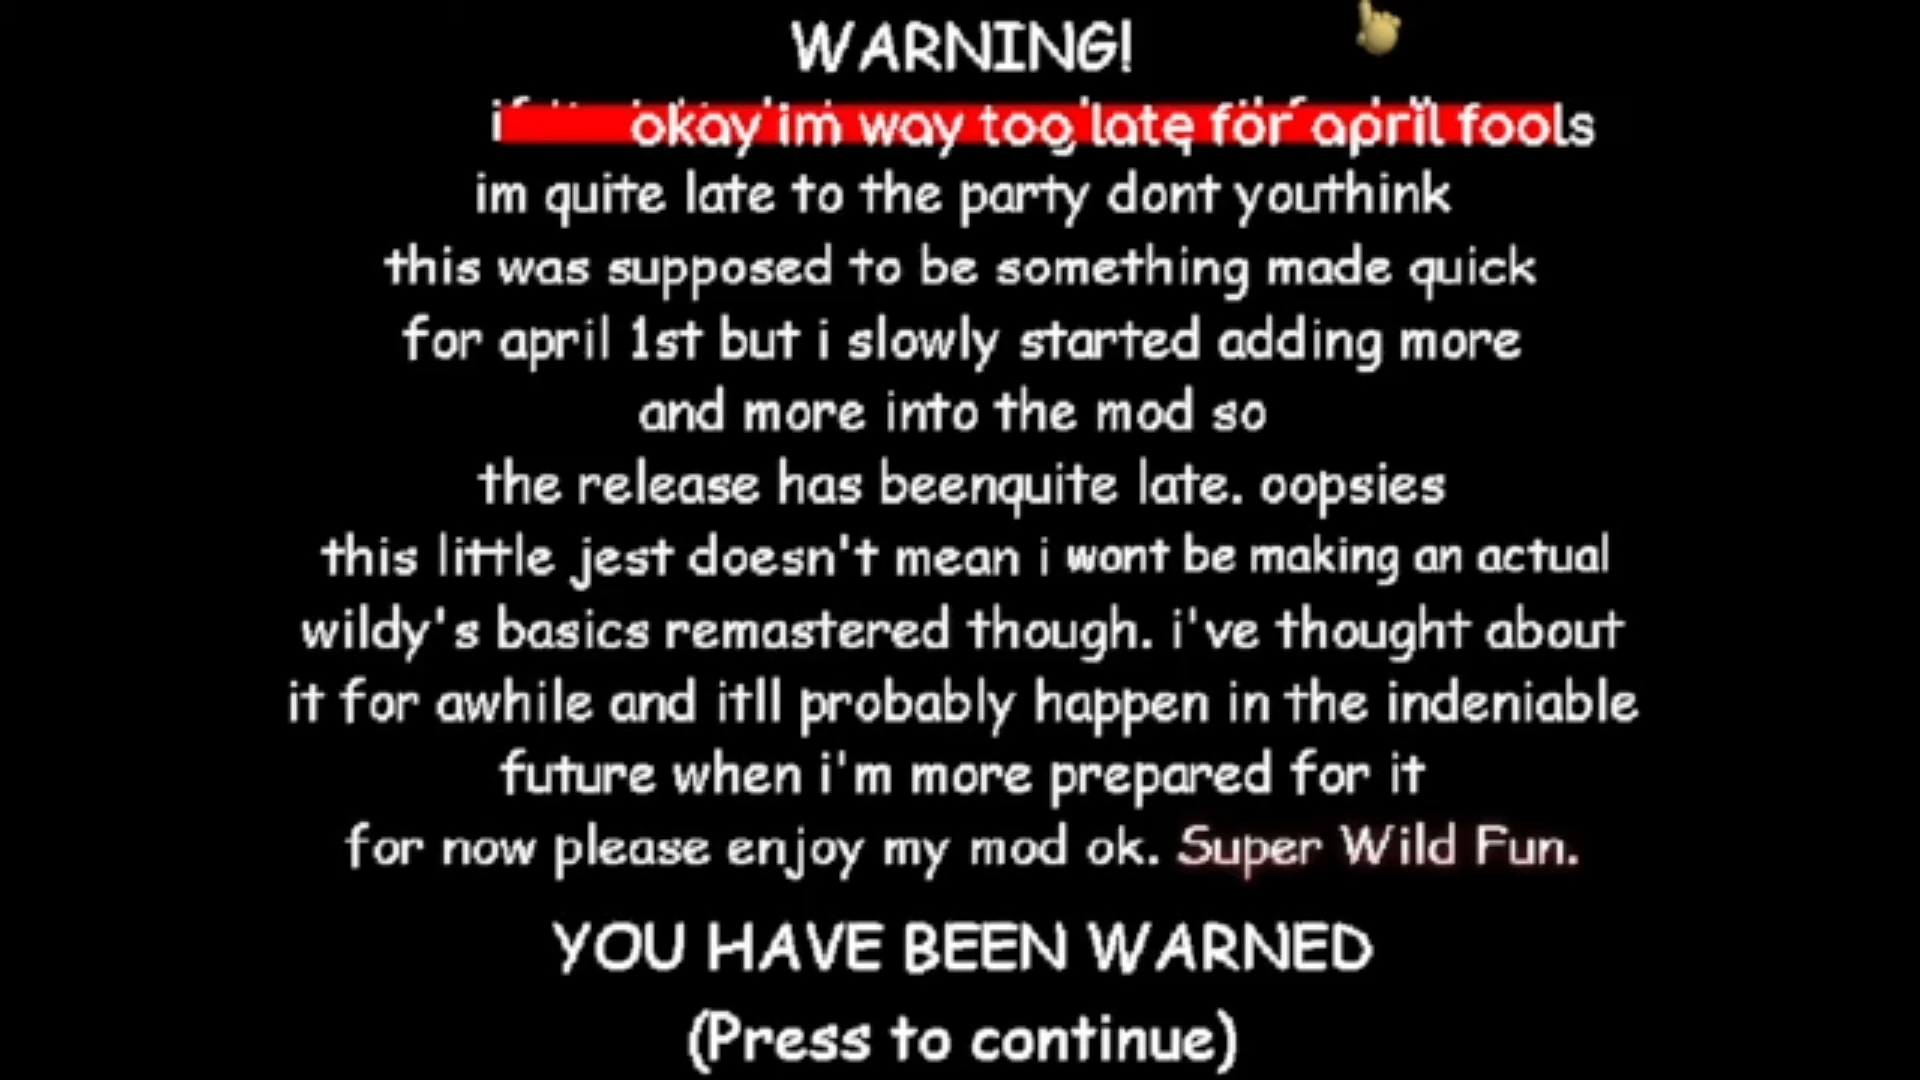 WARNING!
okay im way too late for april fools
im quite late to the party dont youthink
this was supposed to be something made quick
for april 1st but i slowly started adding more
and more into the mod so
the release has beenquite late. oopsies
this little jest doesn't mean i wont be making an actual
wildy's basics remastered though. i've thought about
it for awhile and itll probably happen in the indeniable
future when i'm more prepared for it
for now please enjoy my mod ok. Super Wild Fun.
YOU HAVE BEEN WARNED
(Press to continue)